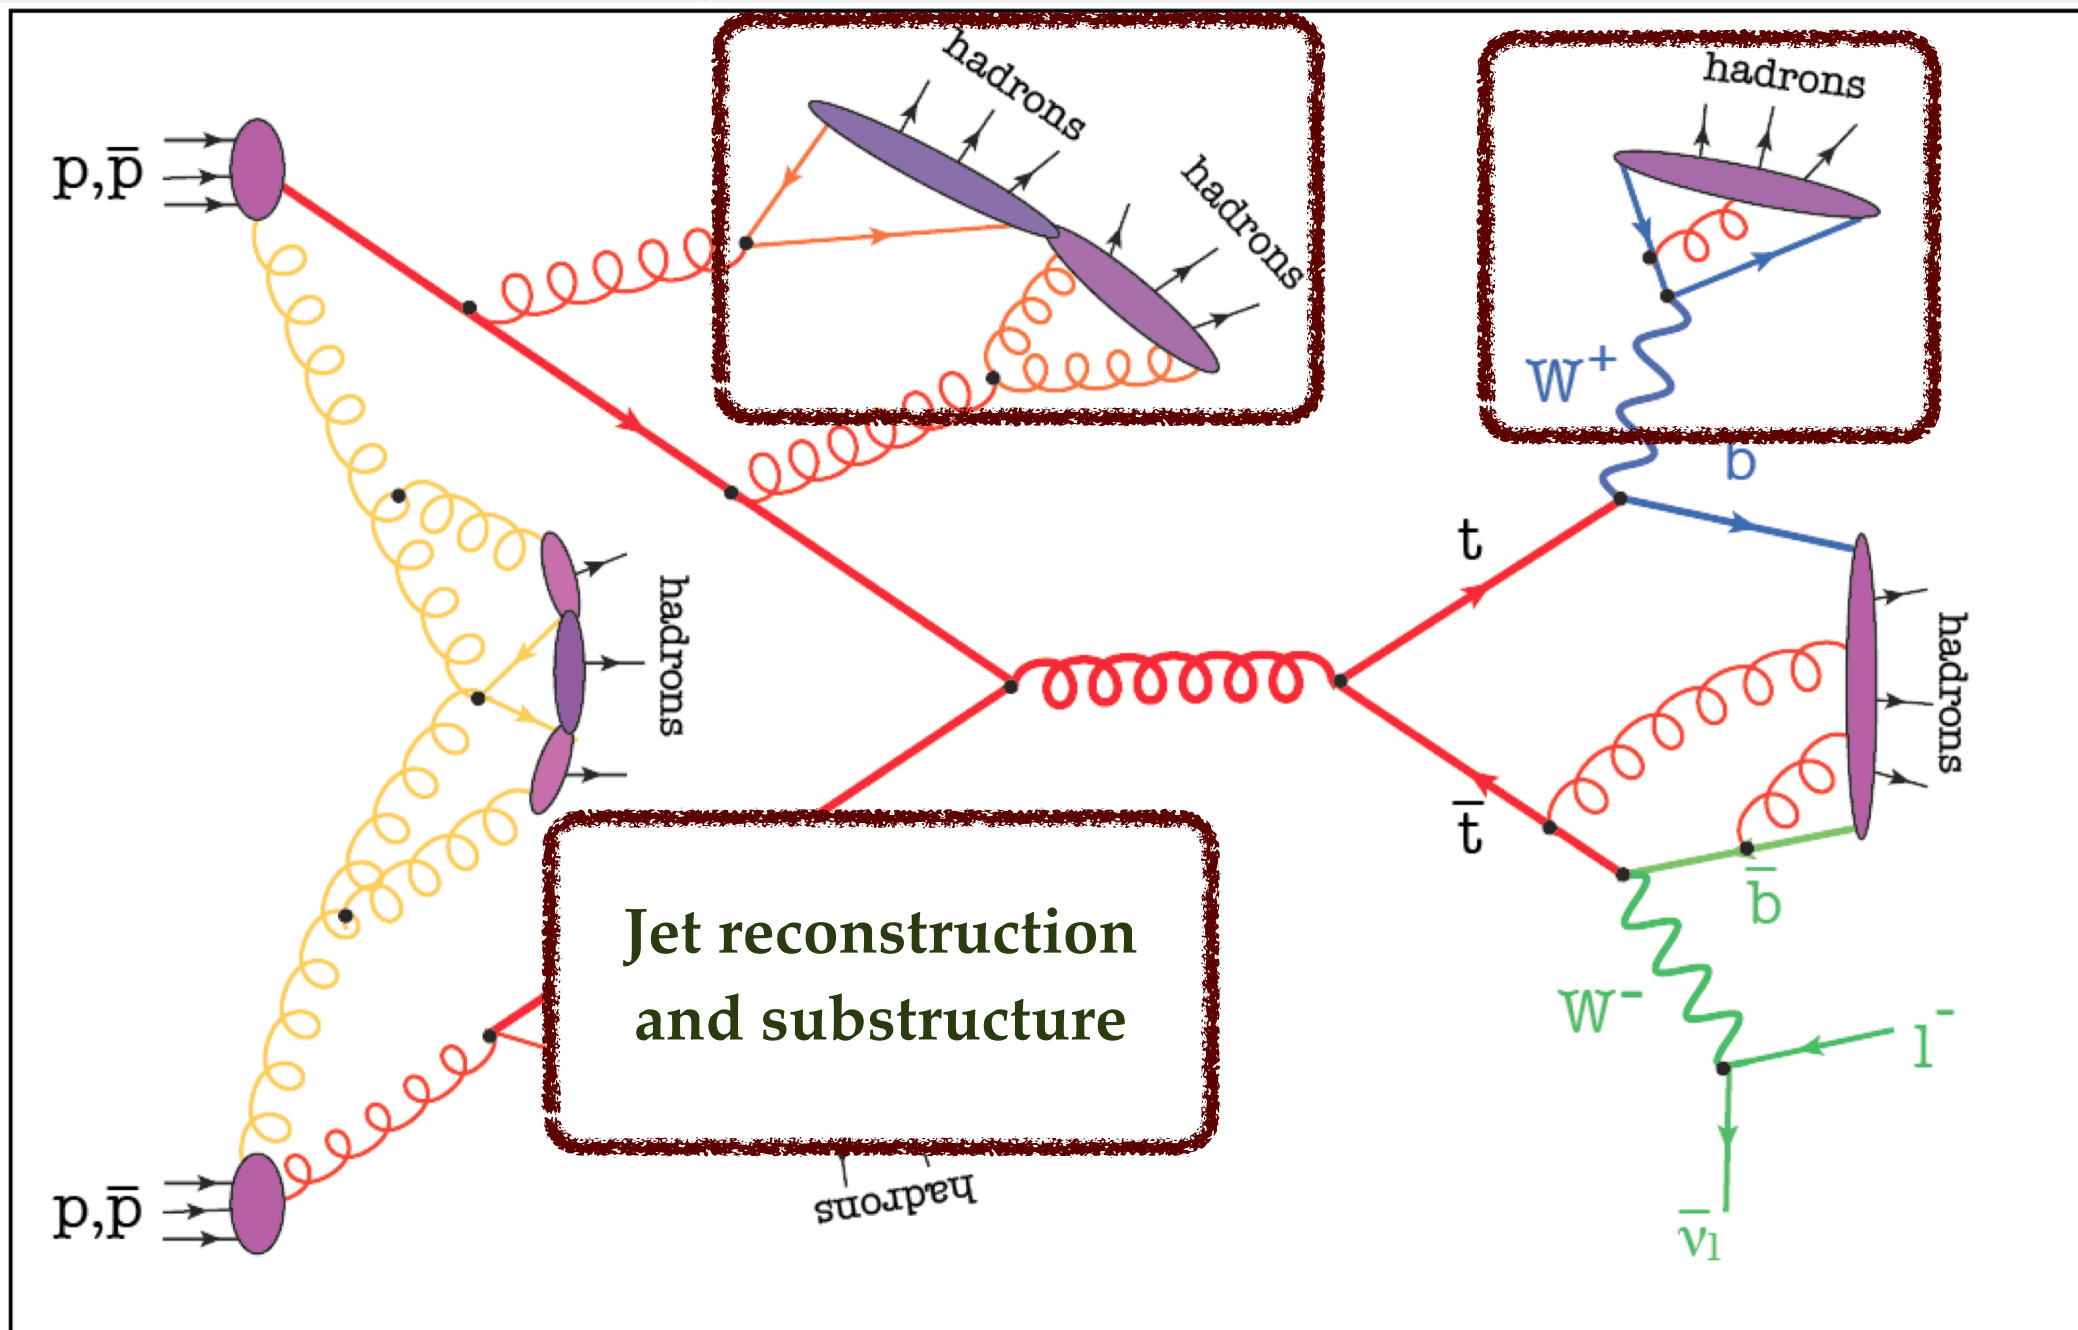 hadrons
hadrons
p,p̄
hadrons
W⁺
b
t
hadrons
hadrons
t̄
b̄
Jet reconstruction
and substructure
W⁻
l⁻
p,p̄
hadrons
ν̄ₗ